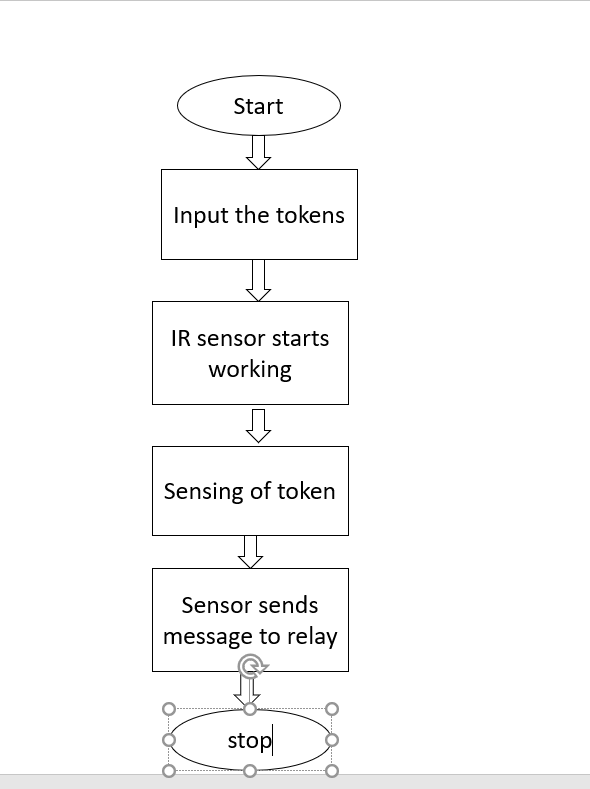 Start
Input the tokens
IR sensor starts
working
Sensing of token
Sensor sends
message to relay
stop